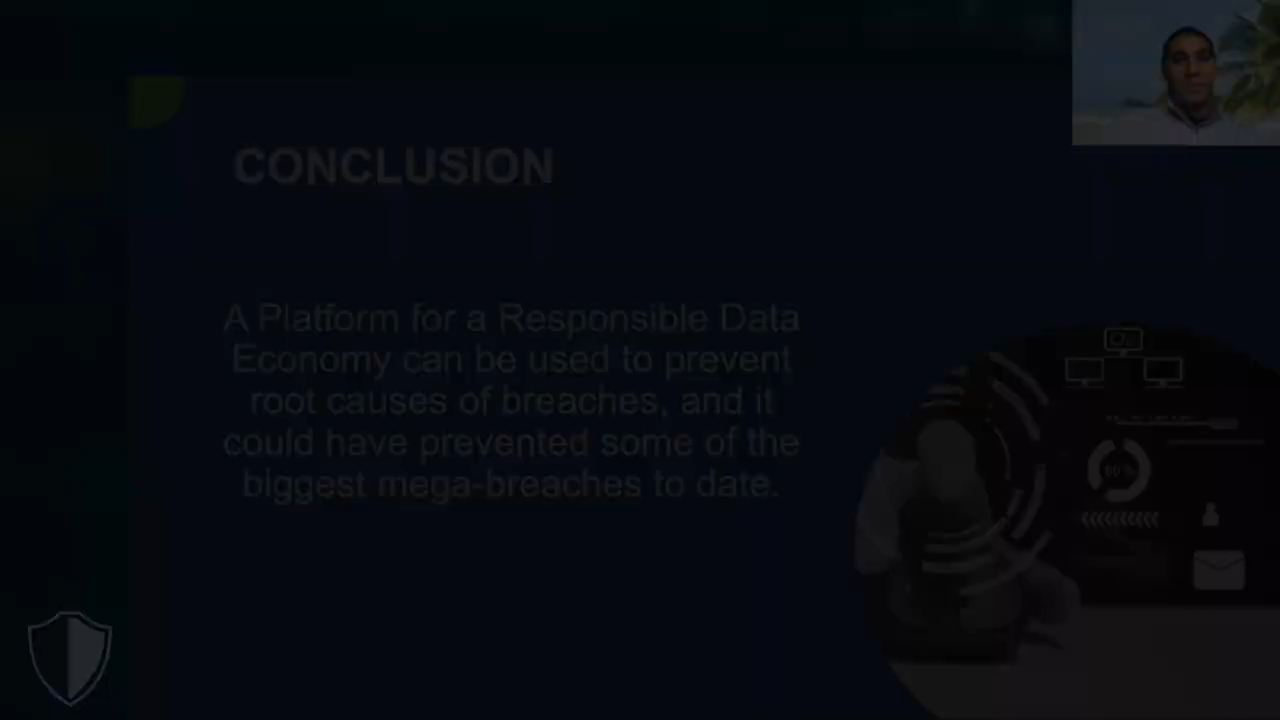 CONCLUSION
A Platform for a Responsible Data
Economy can be used to prevent
root causes of breaches, and it
could have prevented some of the
biggest mega-breaches to date.